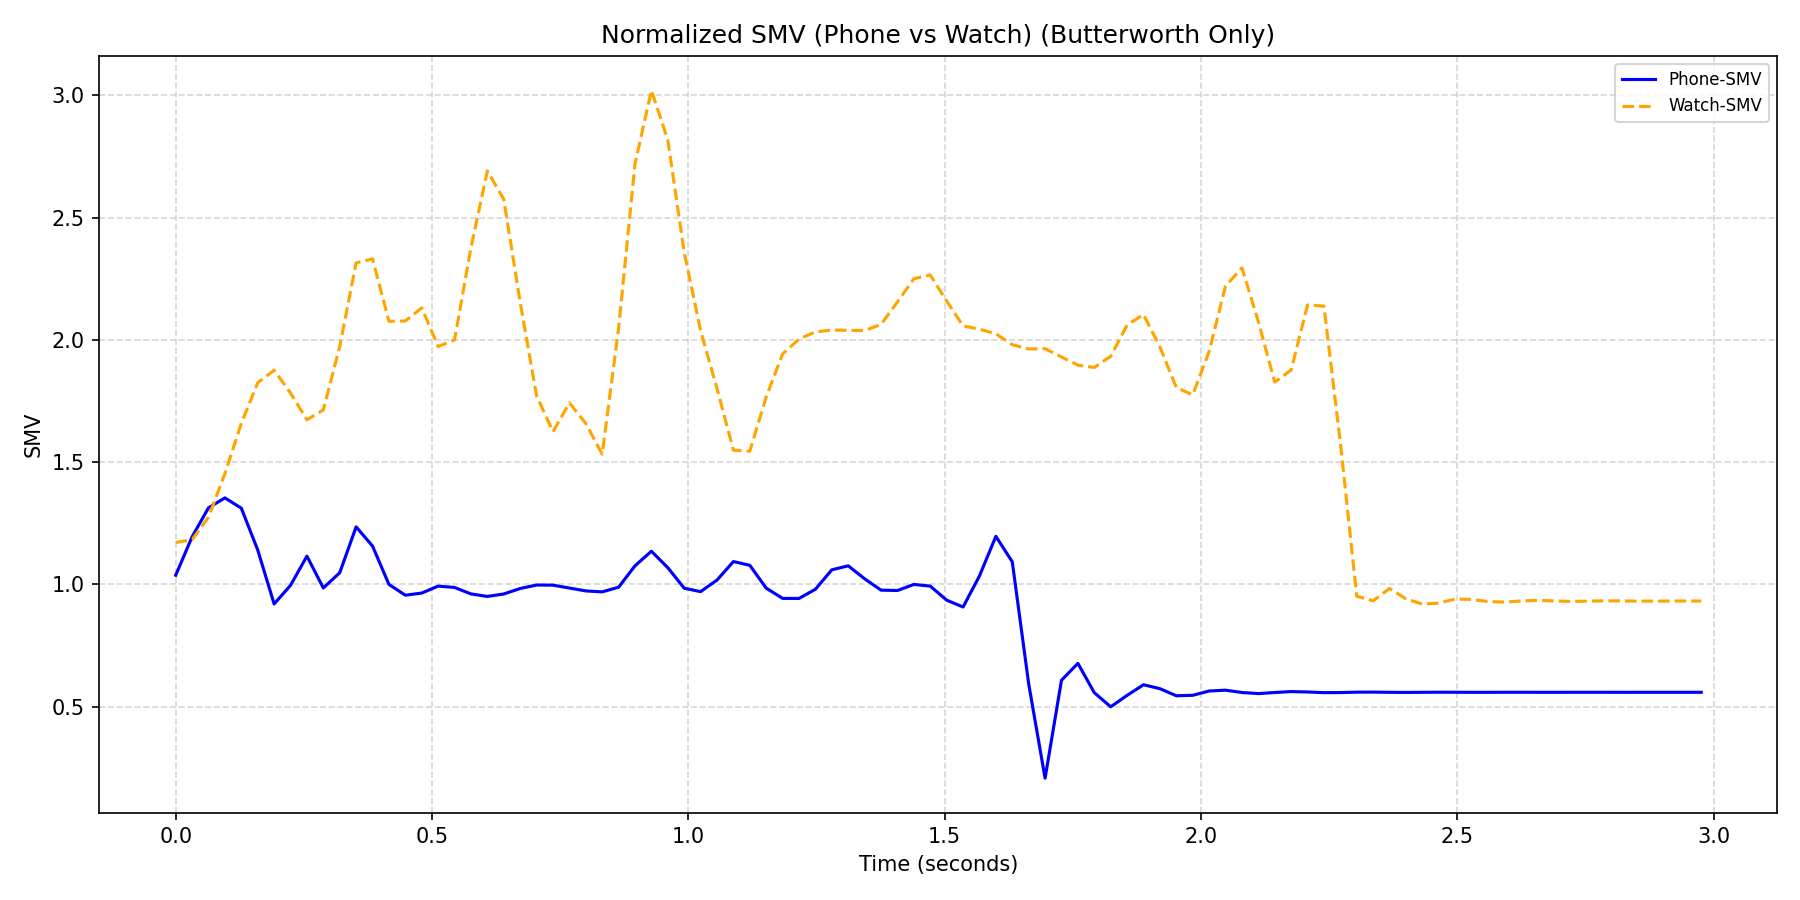 Normalized SMV (Phone vs Watch) (Butterworth Only)
Phone-SMV
Watch-SMV
3.0
2.5
2.0
1.5
1.0
0.5
SMV
0.0 0.5 1.0 1.5 2.0 2.5 3.0
Time (seconds)